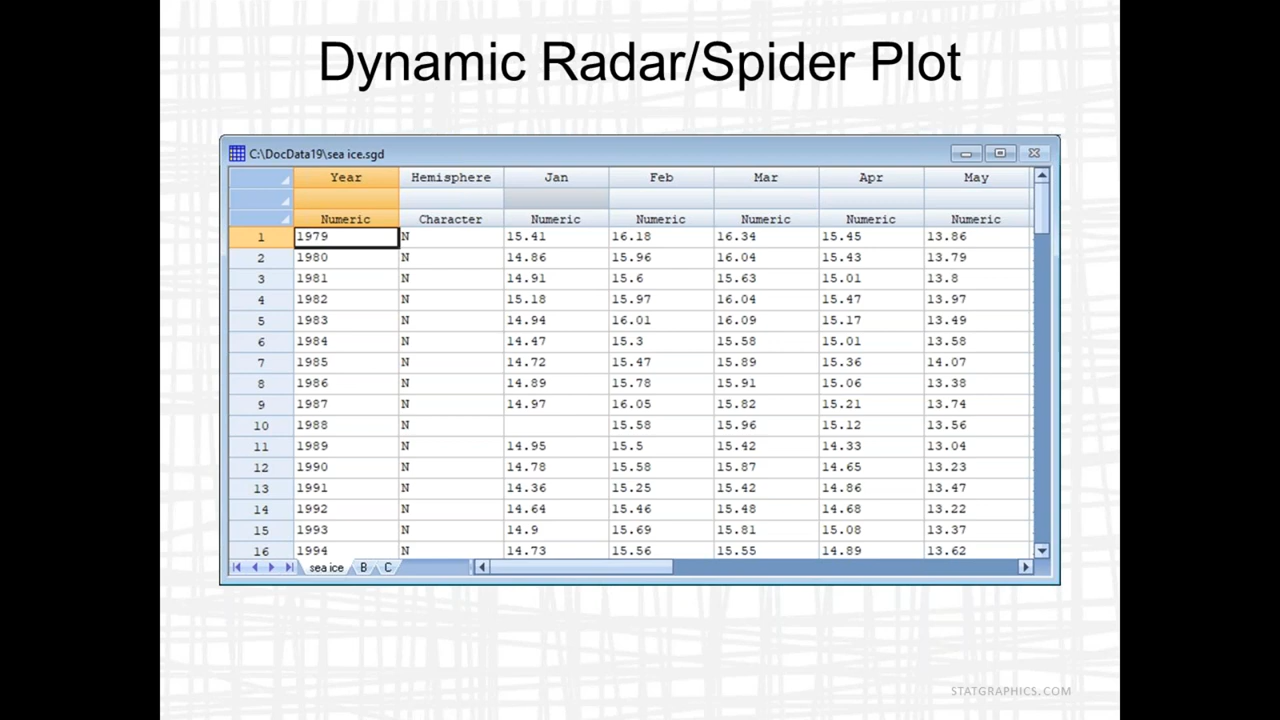 Dynamic Radar/Spider Plot
C:\DocData19\sea ice.sgd
Year Hemisphere Jan Feb Mar Apr May
Numeric Character Numeric Numeric Numeric Numeric Numeric
1 1979 N 15.41 16.18 16.34 15.45 13.86
2 1980 N 14.86 15.96 16.04 15.43 13.79
3 1981 N 14.91 15.6 15.63 15.01 13.8
4 1982 N 15.18 15.97 16.04 15.47 13.97
5 1983 N 14.94 16.01 16.09 15.17 13.49
6 1984 N 14.47 15.3 15.58 15.01 13.58
7 1985 N 14.72 15.47 15.89 15.36 14.07
8 1986 N 14.89 15.78 15.91 15.06 13.38
9 1987 N 14.97 16.05 15.82 15.21 13.74
10 1988 N 15.58 15.96 15.12 13.56
11 1989 N 14.95 15.5 15.42 14.33 13.04
12 1990 N 14.78 15.58 15.87 14.65 13.23
13 1991 N 14.36 15.25 15.42 14.86 13.47
14 1992 N 14.64 15.46 15.48 14.68 13.22
15 1993 N 14.9 15.69 15.81 15.08 13.37
16 1994 N 14.73 15.56 15.55 14.89 13.62
sea ice B C
STATGRAPHICS.COM